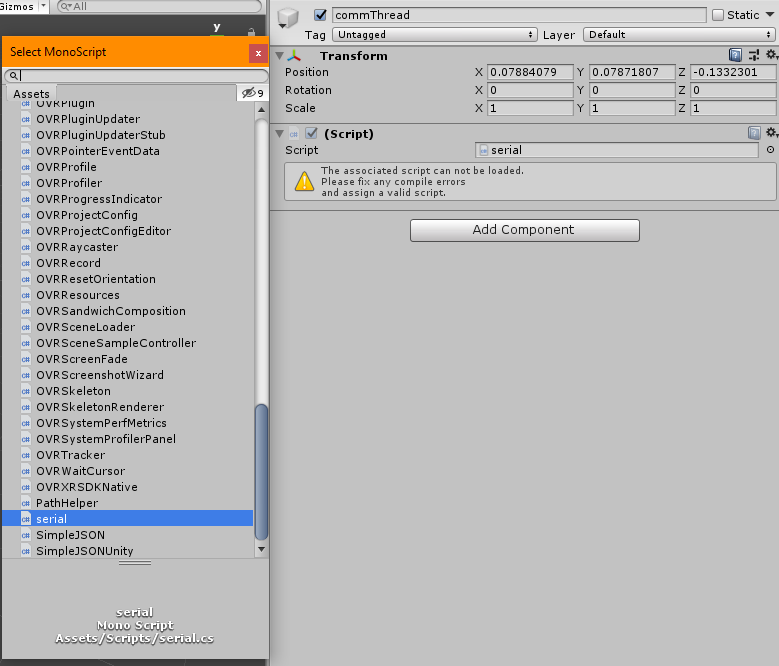 Gizmos
All
y
Select MonoScript
x
Assets
9
OVRPlugin
OVRPluginUpdater
OVRPluginUpdaterStub
OVRPointerEventData
OVRProfile
OVRProfiler
OVRProgressIndicator
OVRProjectConfig
OVRProjectConfigEditor
OVRRaycaster
OVRRecord
OVRResetOrientation
OVRResources
OVRSandwichComposition
OVRSceneLoader
OVRSceneSampleController
OVRScreenFade
OVRScreenshotWizard
OVRSkeleton
OVRSkeletonRenderer
OVRSystemPerfMetrics
OVRSystemProfilerPanel
OVRTracker
OVRWaitCursor
OVRXRSDKNative
PathHelper
serial
SimpleJSON
SimpleJSONUnity
serial
Mono Script
Assets/Scripts/serial.cs
commThread
Static
Tag Untagged Layer Default
Transform
Position X 0.07884079 Y 0.07871807 Z -0.1332301
Rotation X 0 Y 0 Z 0
Scale X 1 Y 1 Z 1
(Script)
Script serial
The associated script can not be loaded.
Please fix any compile errors
and assign a valid script.
Add Component